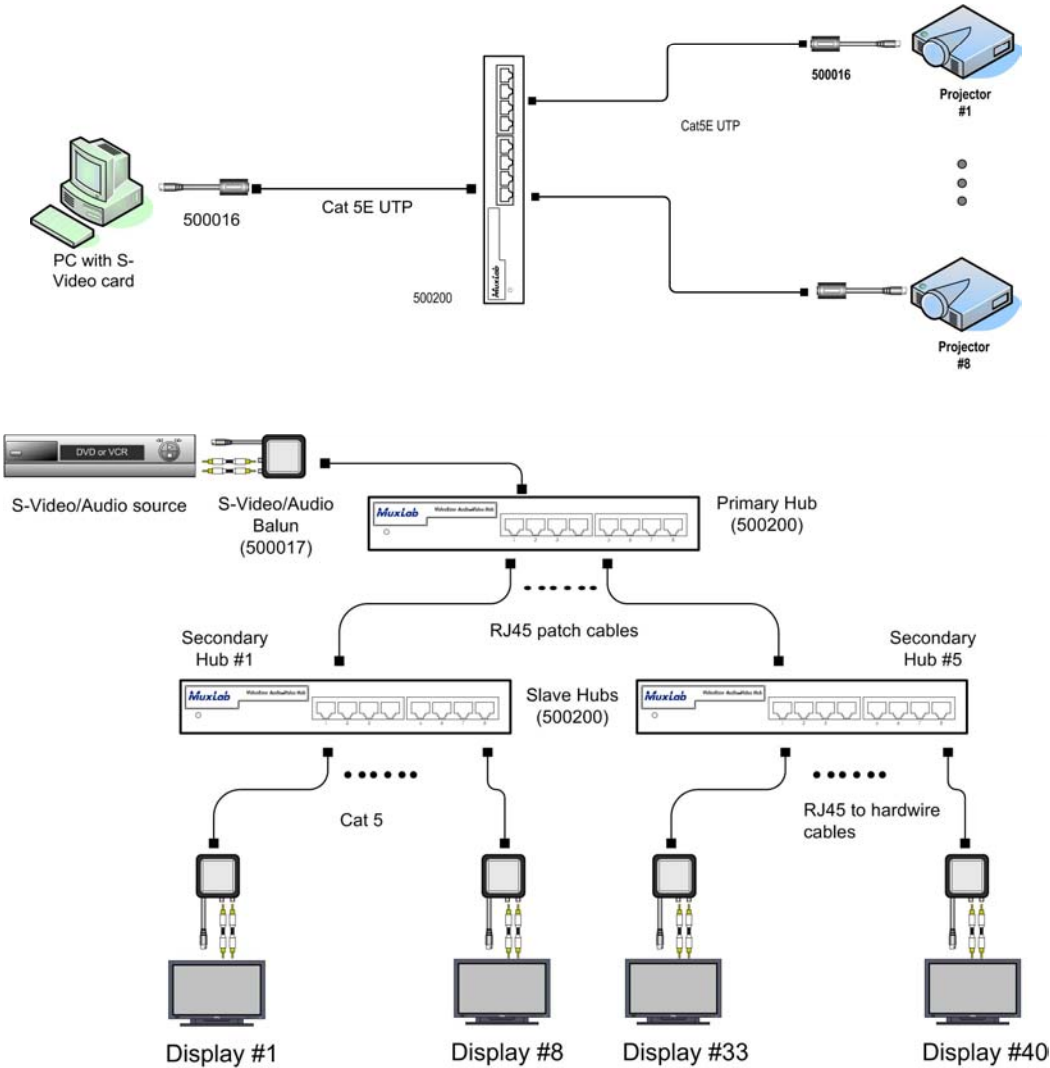 500016
Projector
#1
Cat5E UTP
500016
Cat 5E UTP
PC with S-
Video card
500200
MuxLab
Projector
#8
DVD or VCR
S-Video/Audio source
S-Video/Audio
Balun
(500017)
MuxLab
Primary Hub
(500200)
RJ45 patch cables
Secondary
Hub #1
Secondary
Hub #5
MuxLab
Slave Hubs
(500200)
MuxLab
Cat 5
RJ45 to hardwire
cables
Display #1
Display #8
Display #33
Display #40